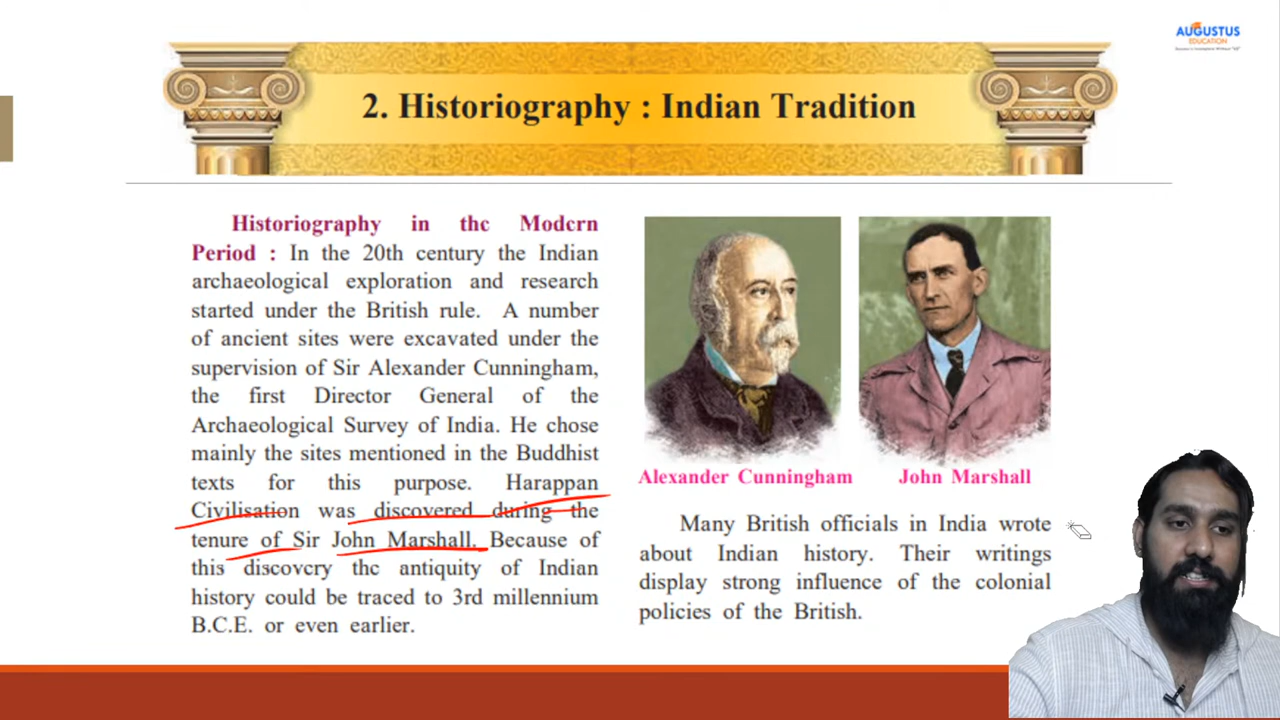 AUGUSTUS
EDUCATION
2. Historiography : Indian Tradition
Historiography in the Modern
Period : In the 20th century the Indian
archaeological exploration and research
started under the British rule. A number
of ancient sites were excavated under the
supervision of Sir Alexander Cunningham,
the first Director General of the
Archaeological Survey of India. He chose
mainly the sites mentioned in the Buddhist
texts for this purpose. Harappan
Civilisation was discovered during the
tenure of Sir John Marshall. Because of
this discovery the antiquity of Indian
history could be traced to 3rd millennium
B.C.E. or even earlier.
Alexander Cunningham
John Marshall
Many British officials in India wrote
about Indian history. Their writings
display strong influence of the colonial
policies of the British.